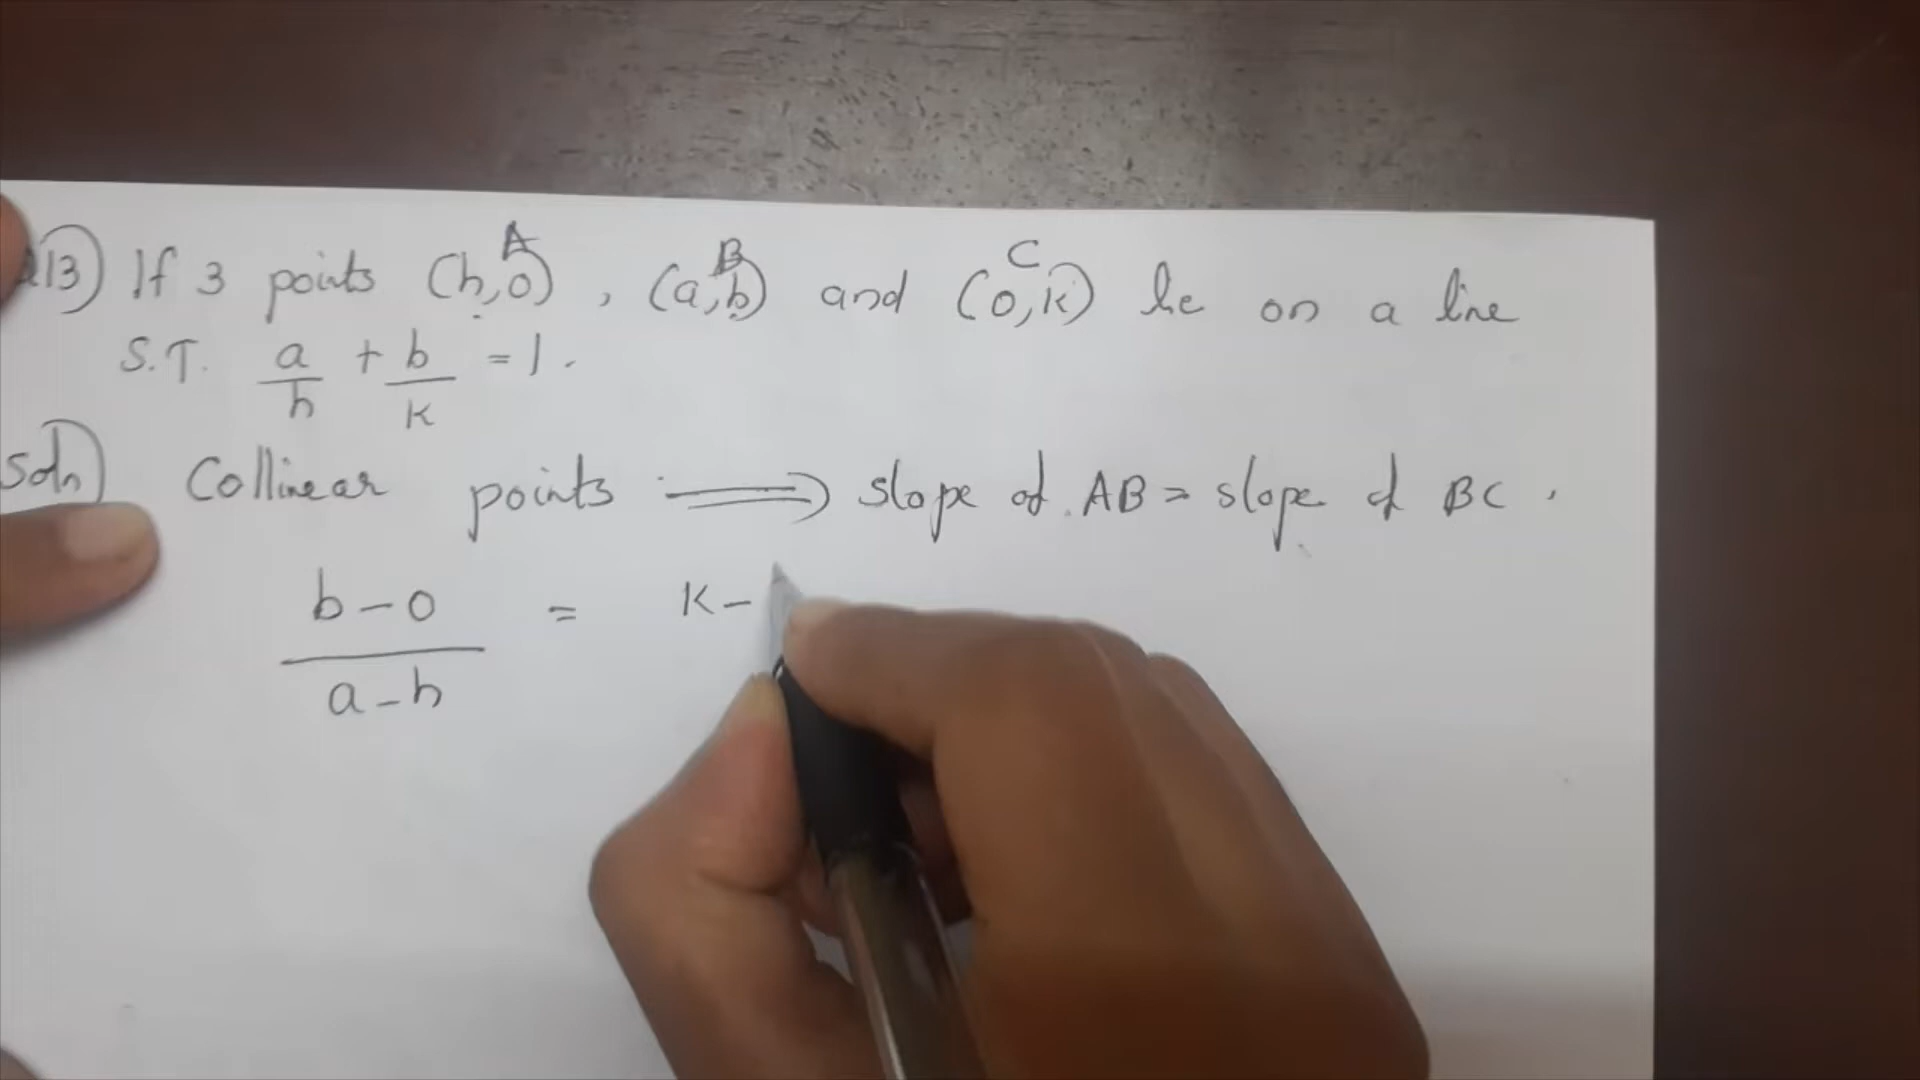 A B C
213) If 3 points (h,0), (a,b) and (0,k) lie on a line
S.T. a/h + b/k = 1.
Soln) Collinear points ⟹ slope of AB = slope of BC.
b-0/a-h = k-